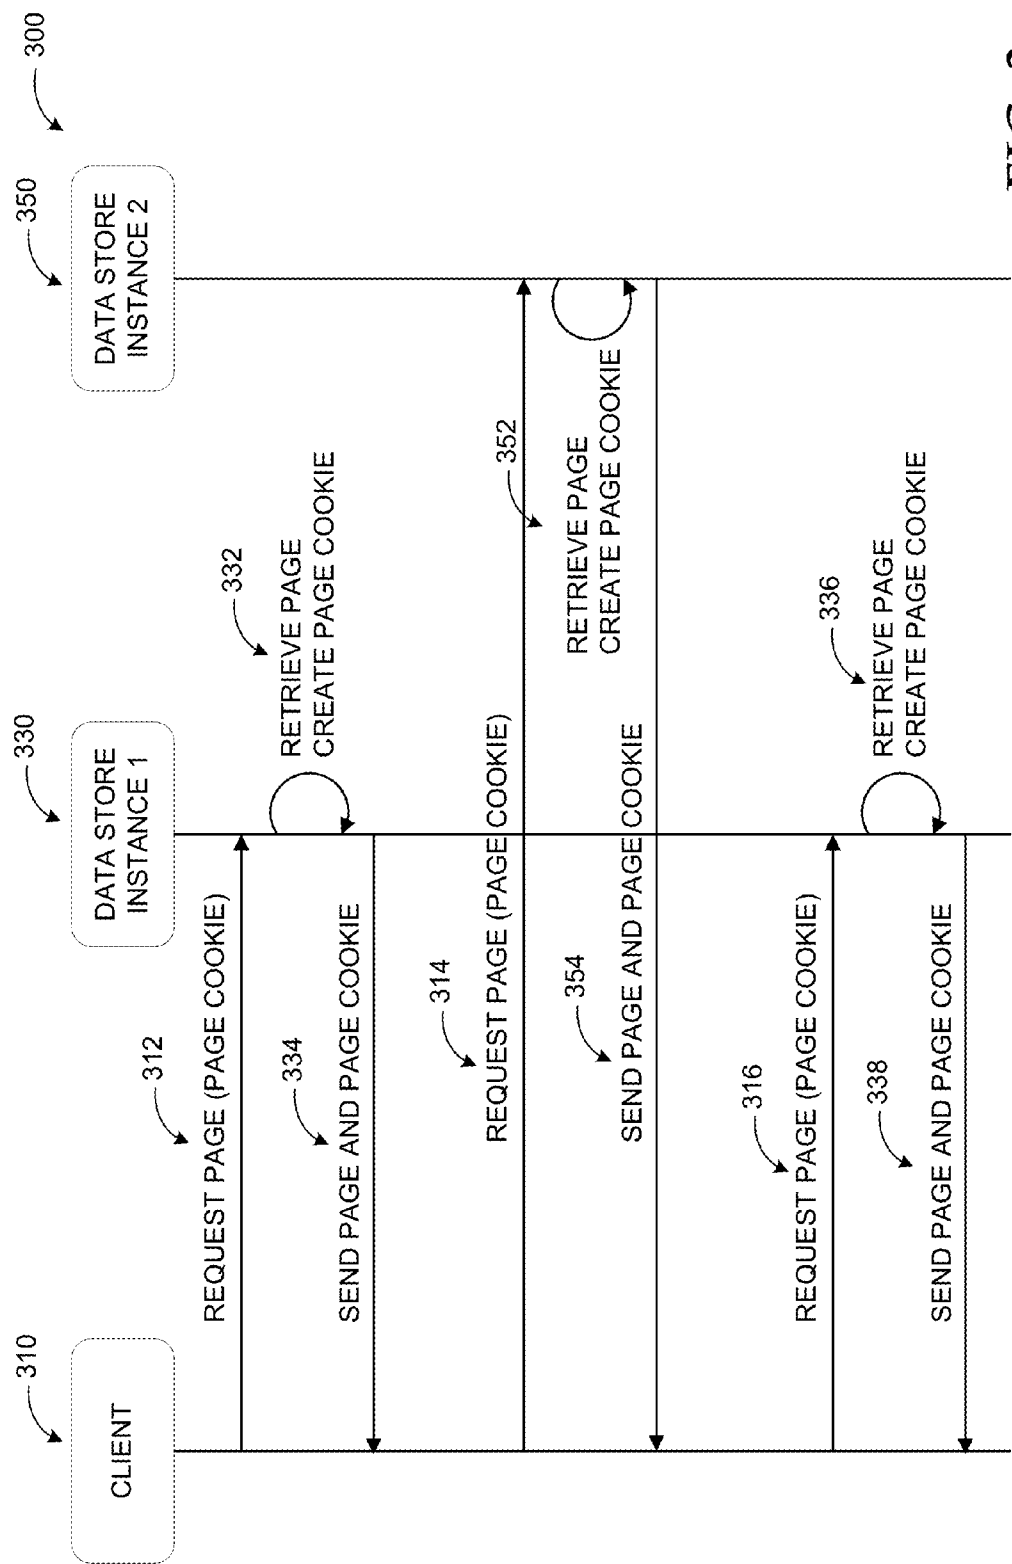 300
310
CLIENT
330
DATA STORE
INSTANCE 1
350
DATA STORE
INSTANCE 2
312
REQUEST PAGE (PAGE COOKIE)
332
RETRIEVE PAGE
CREATE PAGE COOKIE
334
SEND PAGE AND PAGE COOKIE
314
REQUEST PAGE (PAGE COOKIE)
352
RETRIEVE PAGE
CREATE PAGE COOKIE
354
SEND PAGE AND PAGE COOKIE
316
REQUEST PAGE (PAGE COOKIE)
336
RETRIEVE PAGE
CREATE PAGE COOKIE
338
SEND PAGE AND PAGE COOKIE